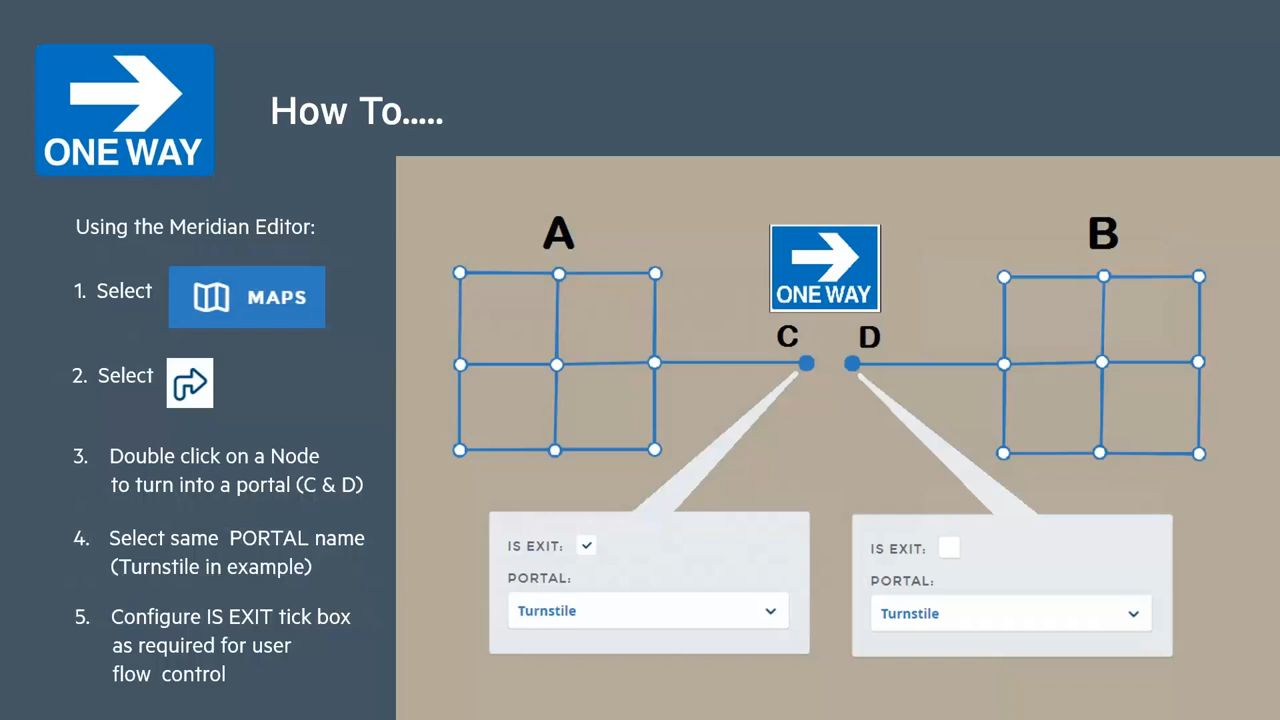 ONE WAY
How To.....
Using the Meridian Editor:
1. Select MAPS
2. Select
3. Double click on a Node
to turn into a portal (C & D)
4. Select same PORTAL name
(Turnstile in example)
5. Configure IS EXIT tick box
as required for user
flow control
A
B
ONE WAY
C
D
IS EXIT:
PORTAL:
Turnstile
IS EXIT:
PORTAL:
Turnstile